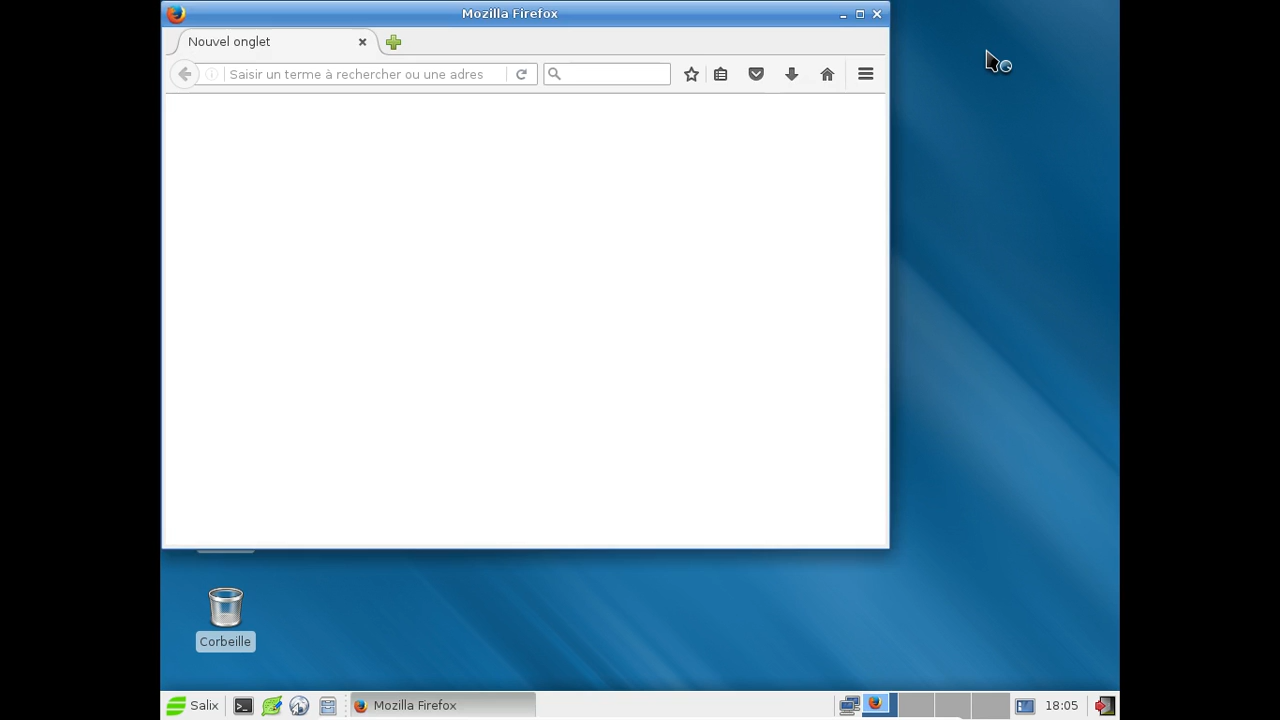 Mozilla Firefox
Nouvel onglet
Saisir un terme à rechercher ou une adres
Corbeille
Salix
Mozilla Firefox
18:05